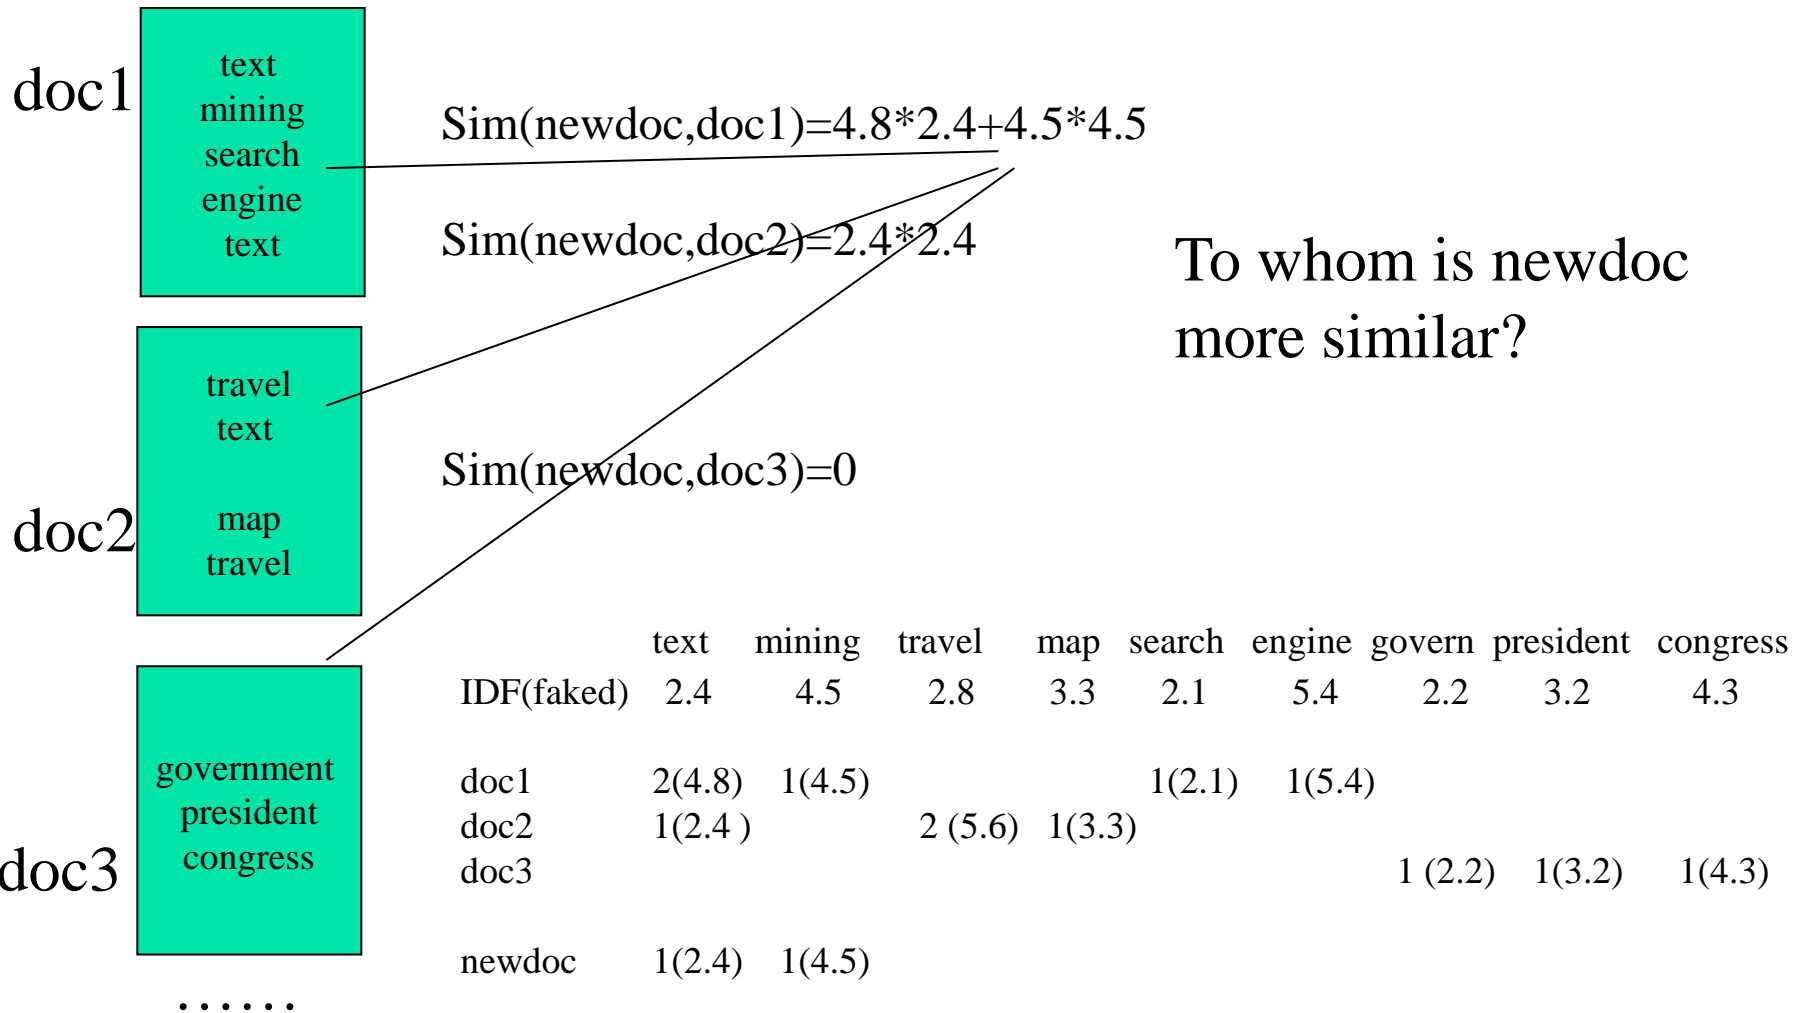 doc1
text
mining
search
engine
text
Sim(newdoc,doc1)=4.8*2.4+4.5*4.5
Sim(newdoc,doc2)=2.4*2.4
To whom is newdoc
more similar?
doc2
travel
text
map
travel
Sim(newdoc,doc3)=0
doc3
government
president
congress
......
text mining travel map search engine govern president congress
IDF(faked) 2.4 4.5 2.8 3.3 2.1 5.4 2.2 3.2 4.3
doc1 2(4.8) 1(4.5) 1(2.1) 1(5.4)
doc2 1(2.4 ) 2 (5.6) 1(3.3)
doc3 1 (2.2) 1(3.2) 1(4.3)
newdoc 1(2.4) 1(4.5)